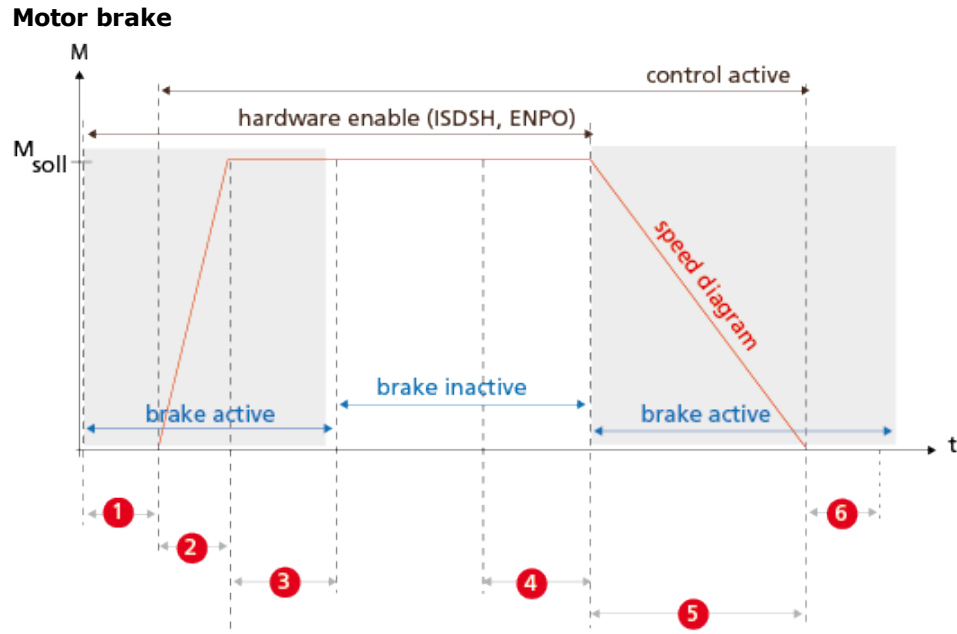 Motor brake
M
control active
hardware enable (ISDSH, ENPO)
M
soll
speed diagram
brake inactive
brake active
brake active
t
1
6
2
3
4
5